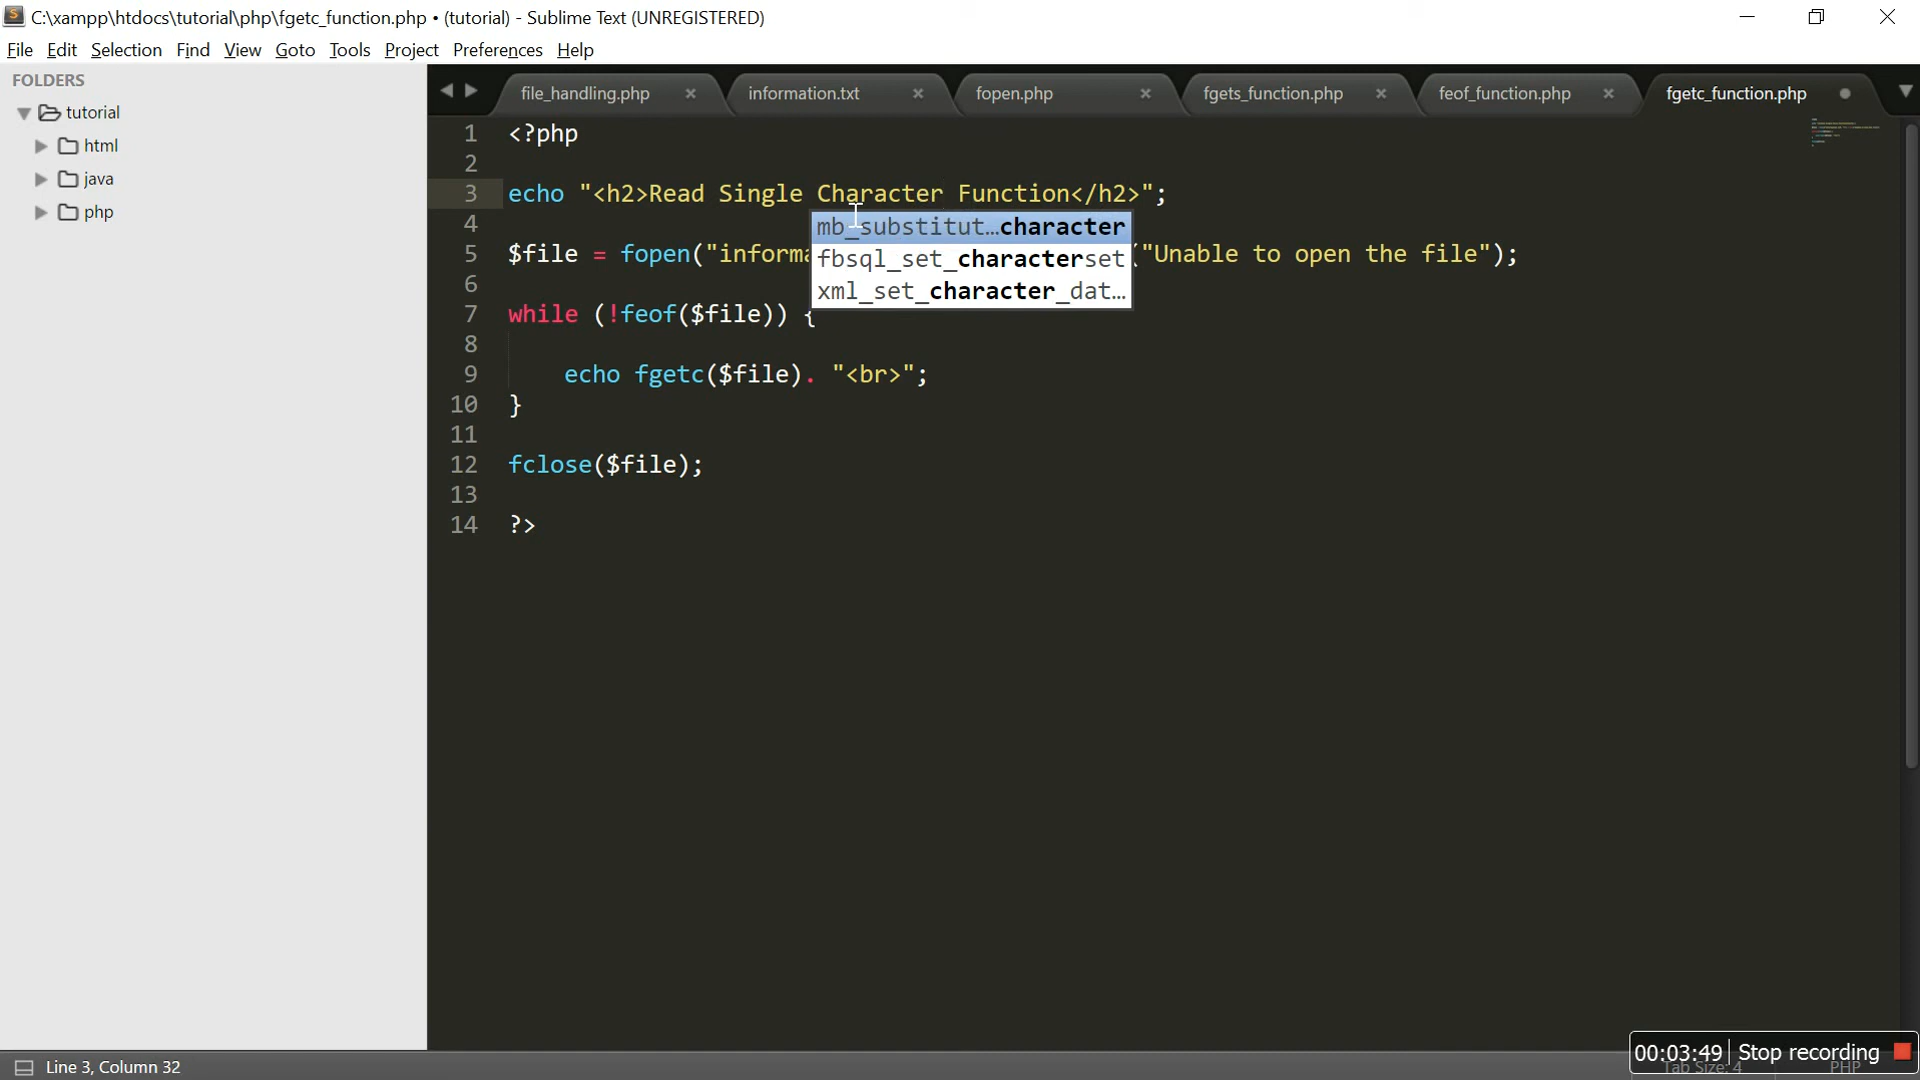 C:\xampp\htdocs\tutorial\php\fgetc_function.php • (tutorial) - Sublime Text (UNREGISTERED)
File Edit Selection Find View Goto Tools Project Preferences Help
FOLDERS
tutorial
html
java
php
file_handling.php
information.txt
fopen.php
fgets_function.php
feof_function.php
fgetc_function.php
1 <?php
2
3 echo "<h2>Read Single Character Function</h2>";
4
5 $file = fopen("informa ("Unable to open the file");
6
7 while (!feof($file)) {
8
9 echo fgetc($file). "<br>";
10 }
11
12 fclose($file);
13
14 ?>
mb_substitut…character
fbsql_set_characterset
xml_set_character_dat…
Line 3, Column 32
00:03:49 Stop recording
Tab Size: 4 PHP